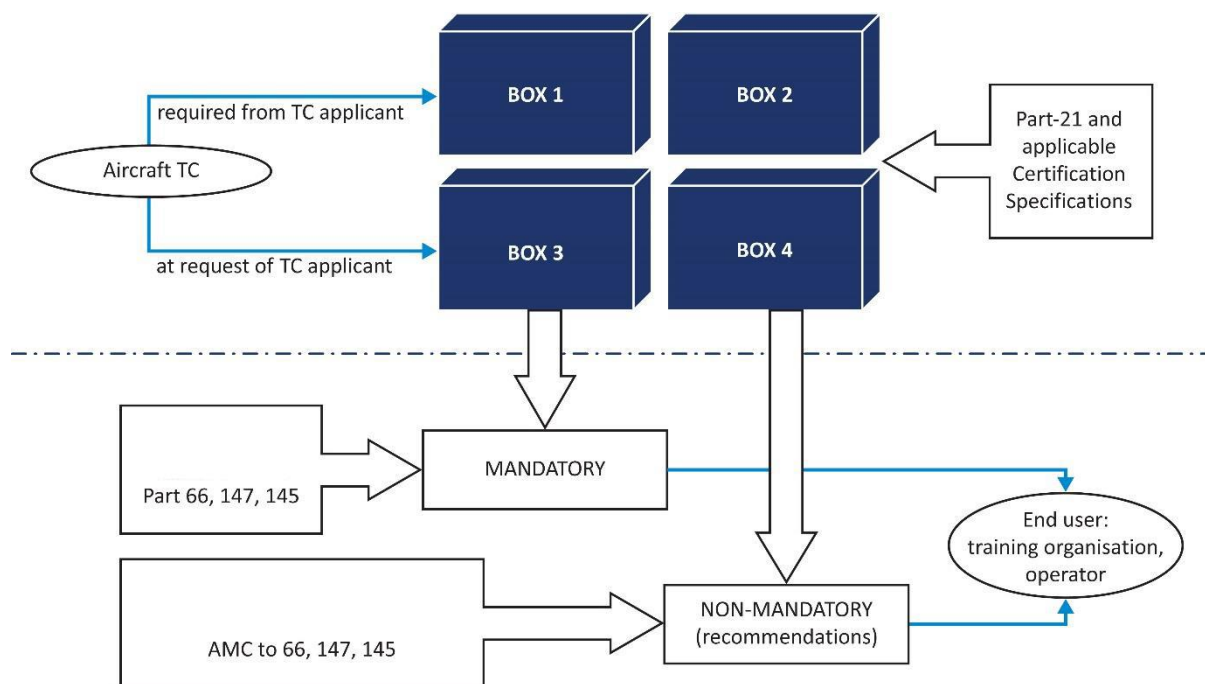 BOX 1
BOX 2
required from TC applicant
Aircraft TC
Part-21 and
applicable
Certification
Specifications
BOX 3
BOX 4
at request of TC applicant
Part 66, 147, 145
MANDATORY
End user:
training organisation,
operator
NON-MANDATORY
(recommendations)
AMC to 66, 147, 145